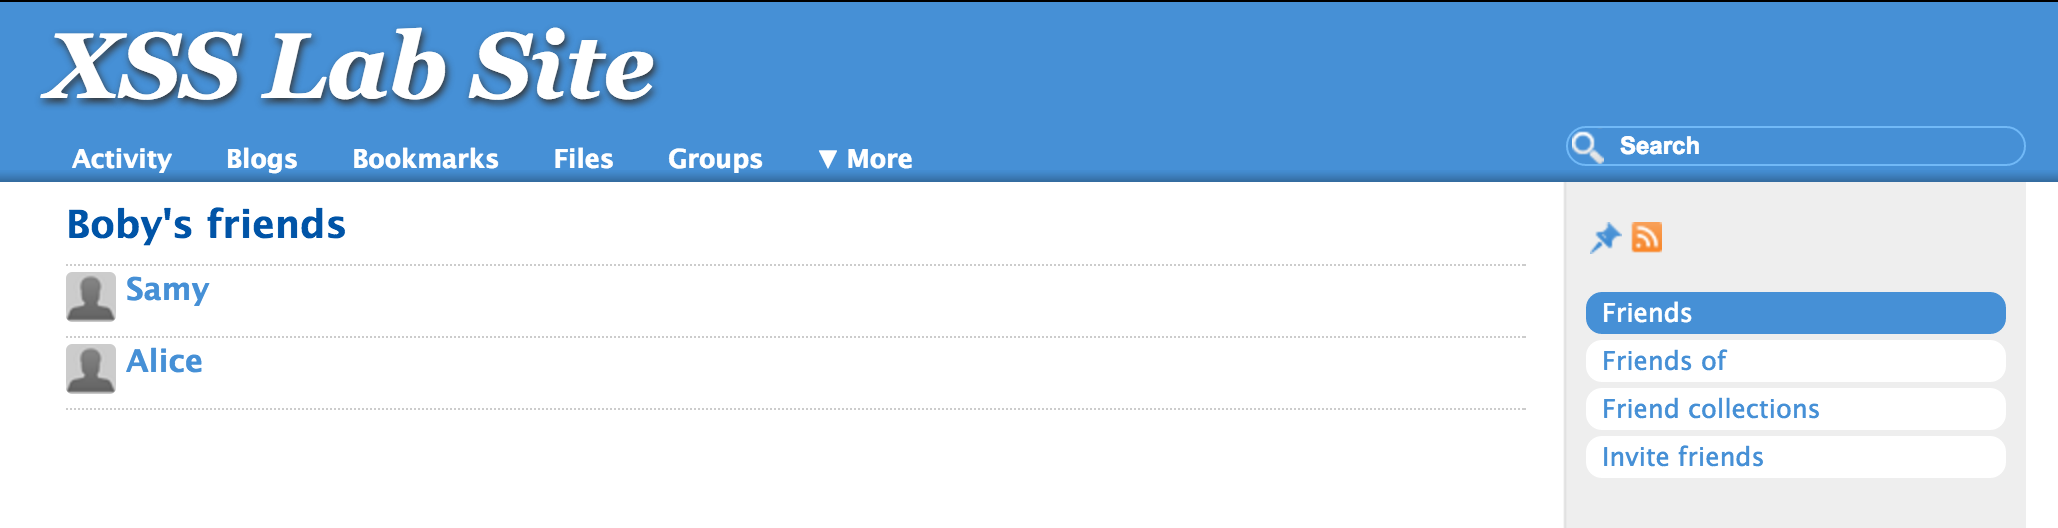 XSS Lab Site
Activity Blogs Bookmarks Files Groups ▼ More Search
Boby's friends
Samy
Alice
Friends
Friends of
Friend collections
Invite friends